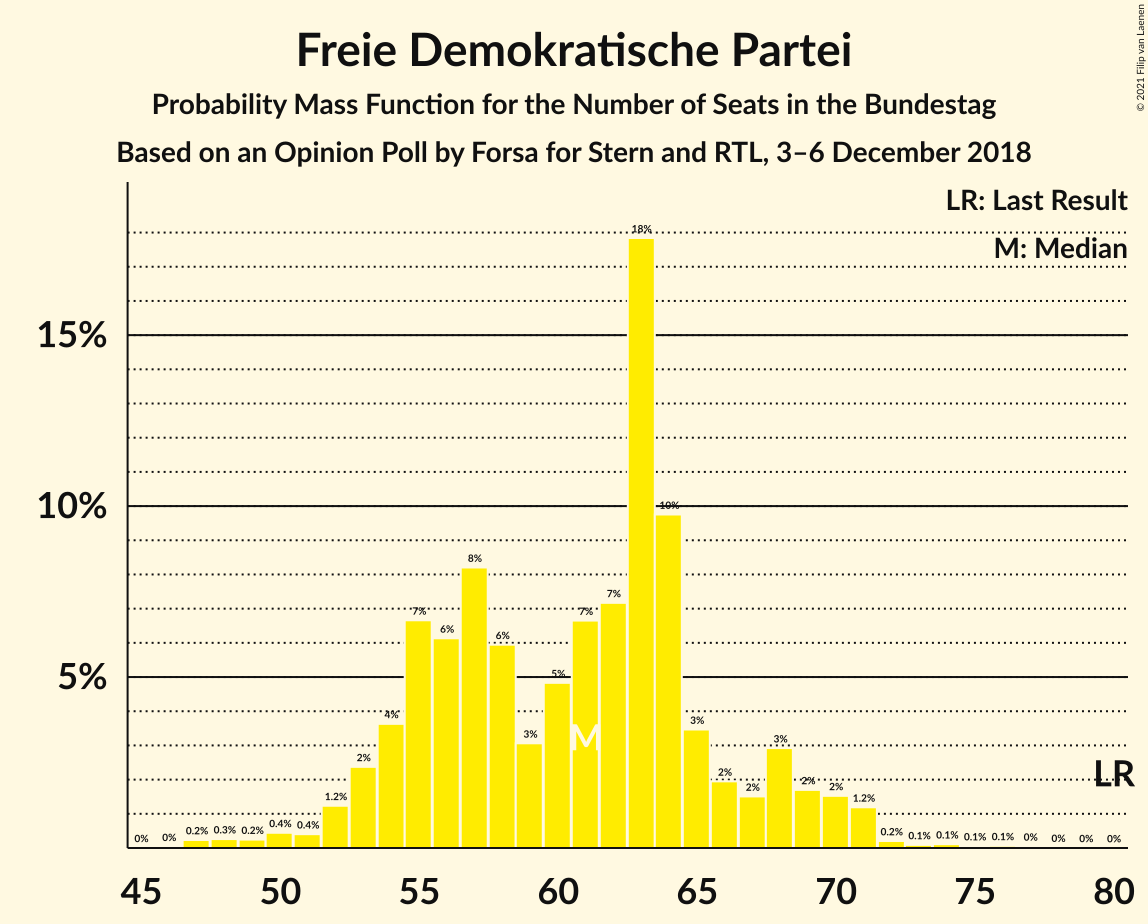 © 2021 Filip van Laenen
Freie Demokratische Partei
Probability Mass Function for the Number of Seats in the Bundestag
Based on an Opinion Poll by Forsa for Stern and RTL, 3–6 December 2018
LR: Last Result
M: Median
15%
10%
5%
0% 0% 0.2% 0.3% 0.2% 0.4% 0.4% 1.2% 2% 4% 7% 6% 8% 6% 3% 5% 7% 7% 18% 10% 3% 2% 2% 3% 2% 2% 1.2% 0.2% 0.1% 0.1% 0.1% 0.1% 0% 0% 0% 0%
M
LR
45 50 55 60 65 70 75 80